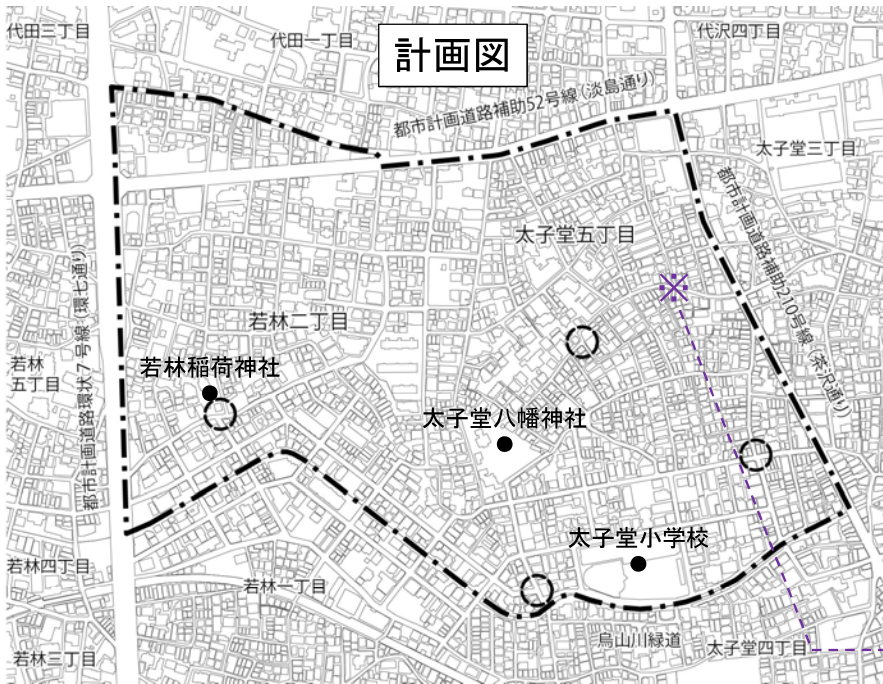 代田三丁目
代田一丁目
計画図
代沢四丁目
都市計画道路補助52号線（淡島通り）
太子堂三丁目
都市計画道路補助210号線（茶沢通り）
太子堂五丁目
※
都市計画道路環状7号線（環七通り）
若林二丁目
若林
五丁目
若林稲荷神社
太子堂八幡神社
太子堂小学校
若林四丁目
若林一丁目
烏山川緑道
太子堂四丁目
若林三丁目